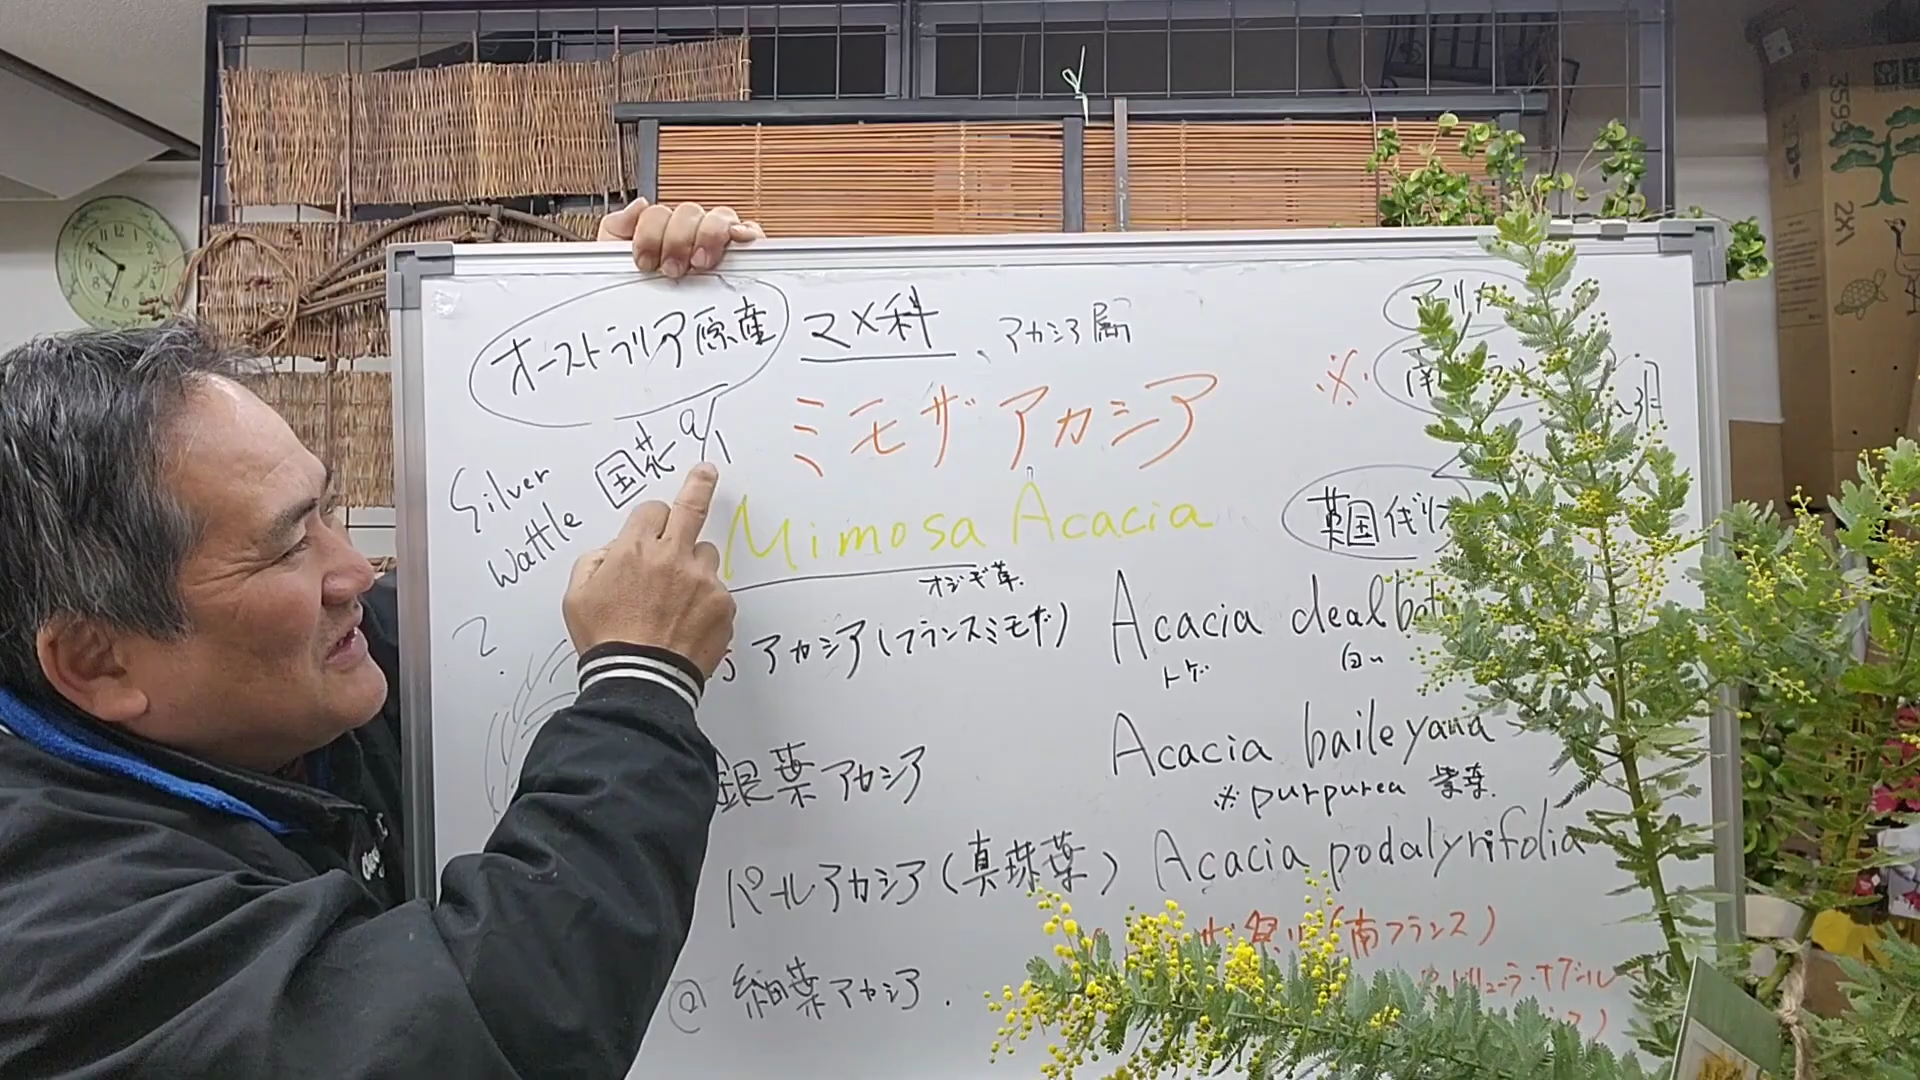 オーストラリア原産 マメ科、アカシア属
ミモザアカシア
国花 9/1
Silver
Wattle
Mimosa Acacia
オジギ草
英国
アカシア(フランスミモザ) Acacia dealbat
トゲ 白い
銀葉アカシア Acacia baileyana
※purpurea 紫葉
パールアカシア(真珠葉) Acacia podalyrifolia
(南フランス)
細葉アカシア
?
3599
2X